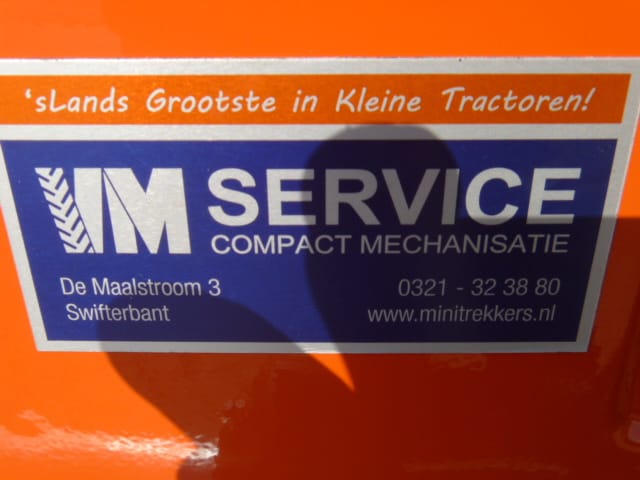 'sLands Grootste in Kleine Tractoren!
VM SERVICE
COMPACT MECHANISATIE
De Maalstroom 3
0321 - 32 38 80
Swifterbant
www.minitrekkers.nl